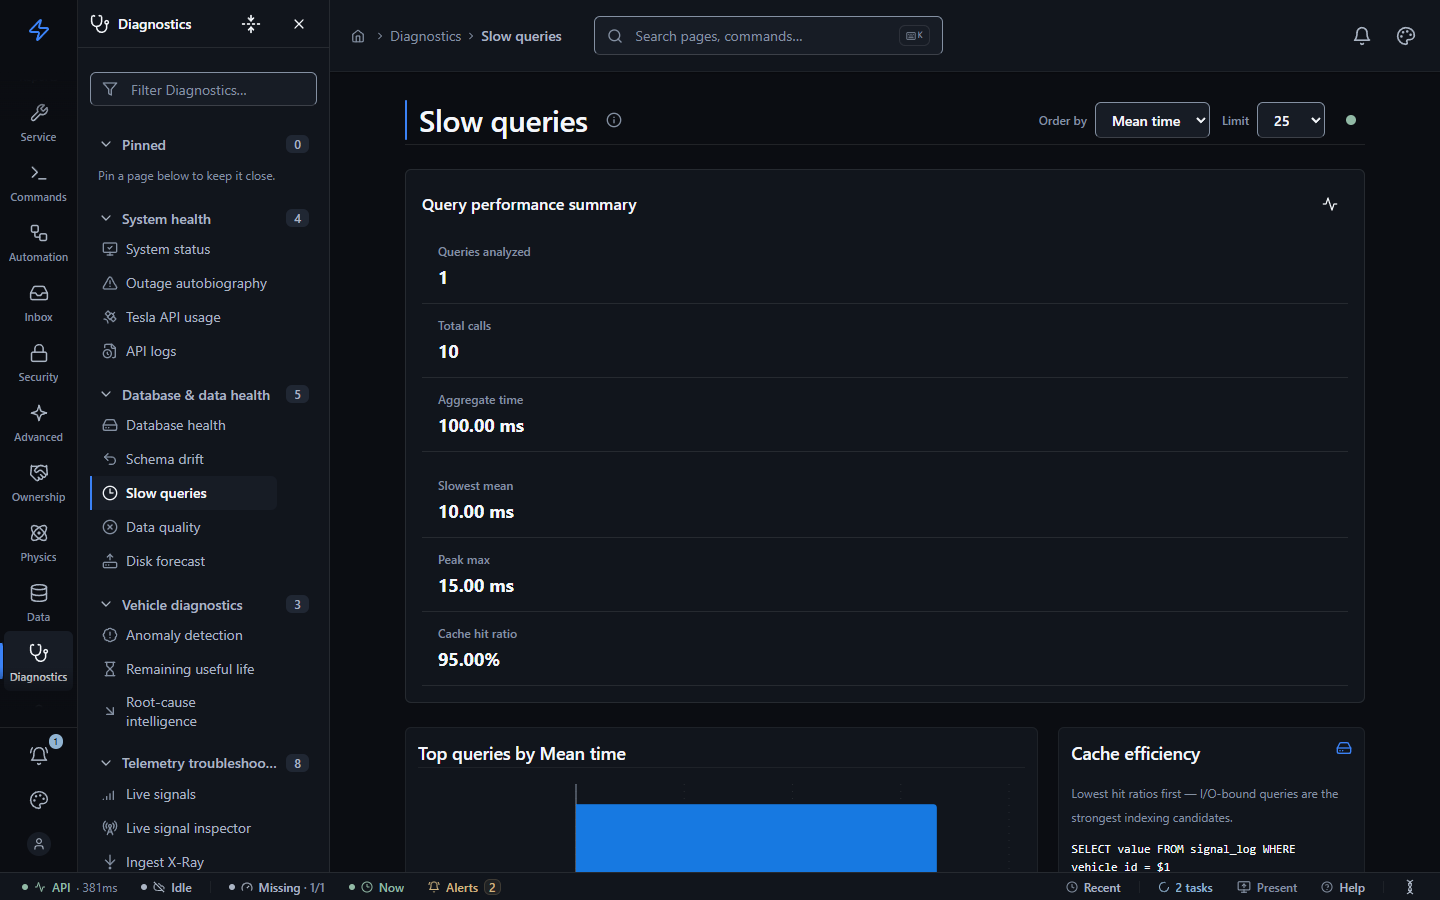 Diagnostics
Diagnostics
Slow queries
Search pages, commands...
K
Service
Commands
Automation
Inbox
Security
Advanced
Ownership
Physics
Data
Diagnostics
1
Filter Diagnostics...
Pinned
0
Pin a page below to keep it close.
System health
4
System status
Outage autobiography
Tesla API usage
API logs
Database & data health
5
Database health
Schema drift
Slow queries
Data quality
Disk forecast
Vehicle diagnostics
3
Anomaly detection
Remaining useful life
Root-cause
intelligence
Telemetry troubleshoo...
8
Live signals
Live signal inspector
Ingest X-Ray
Slow queries
Order by
Mean time
Limit
25
Query performance summary
Queries analyzed
1
Total calls
10
Aggregate time
100.00 ms
Slowest mean
10.00 ms
Peak max
15.00 ms
Cache hit ratio
95.00%
Top queries by Mean time
Cache efficiency
Lowest hit ratios first — I/O-bound queries are the
strongest indexing candidates.
SELECT value FROM signal_log WHERE
vehicle_id = $1
API · 381ms
Idle
Missing · 1/1
Now
Alerts 2
Recent
2 tasks
Present
Help